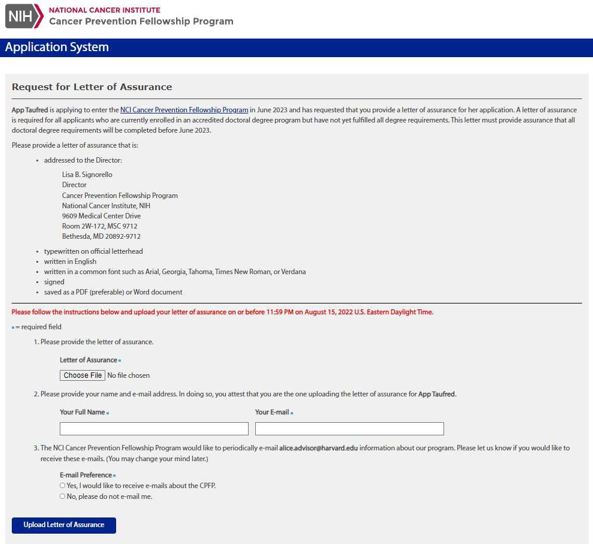 NIH
NATIONAL CANCER INSTITUTE
Cancer Prevention Fellowship Program
Application System
Request for Letter of Assurance
App Taufred is applying to enter the NCI Cancer Prevention Fellowship Program in June 2023 and has requested that you provide a letter of assurance for her application. A letter of assurance
is required for all applicants who are currently enrolled in an accredited doctoral degree program but have not yet fulfilled all degree requirements. This letter must provide assurance that all
doctoral degree requirements will be completed before June 2023.
Please provide a letter of assurance that is:
• addressed to the Director:
Lisa B. Signorello
Director
Cancer Prevention Fellowship Program
National Cancer Institute, NIH
9609 Medical Center Drive
Room 2W-172, MSC 9712
Bethesda, MD 20892-9712
• typewritten on official letterhead
• written in English
• written in a common font such as Arial, Georgia, Tahoma, Times New Roman, or Verdana
• signed
• saved as a PDF (preferable) or Word document
Please follow the instructions below and upload your letter of assurance on or before 11:59 PM on August 15, 2022 U.S. Eastern Daylight Time.
= required field
1. Please provide the letter of assurance.
Letter of Assurance
Choose File No file chosen
2. Please provide your name and e-mail address. In doing so, you attest that you are the one uploading the letter of assurance for App Taufred.
Your Full Name Your E-mail
3. The NCI Cancer Prevention Fellowship Program would like to periodically e-mail alice.advisor@harvard.edu information about our program. Please let us know if you would like to
receive these e-mails. (You may change your mind later.)
E-mail Preference
Yes, I would like to receive e-mails about the CPFP.
No, please do not e-mail me.
Upload Letter of Assurance